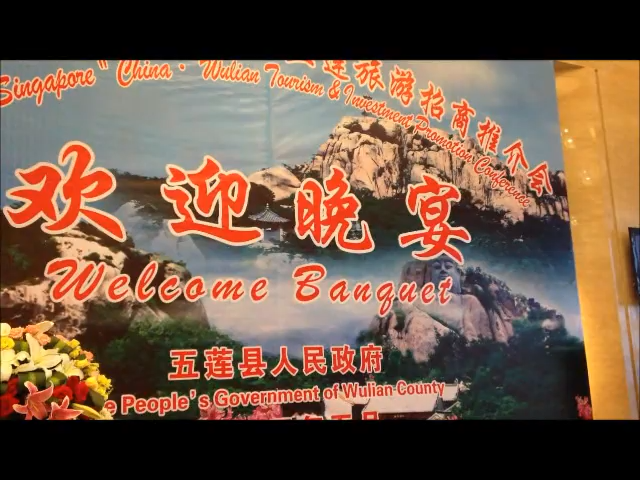 莲旅游招商推介会
Singapore "China · Wulian Tourism & Investment Promotion Conference
欢迎晚宴
Welcome Banquet
五莲县人民政府
People's Government of Wulian County